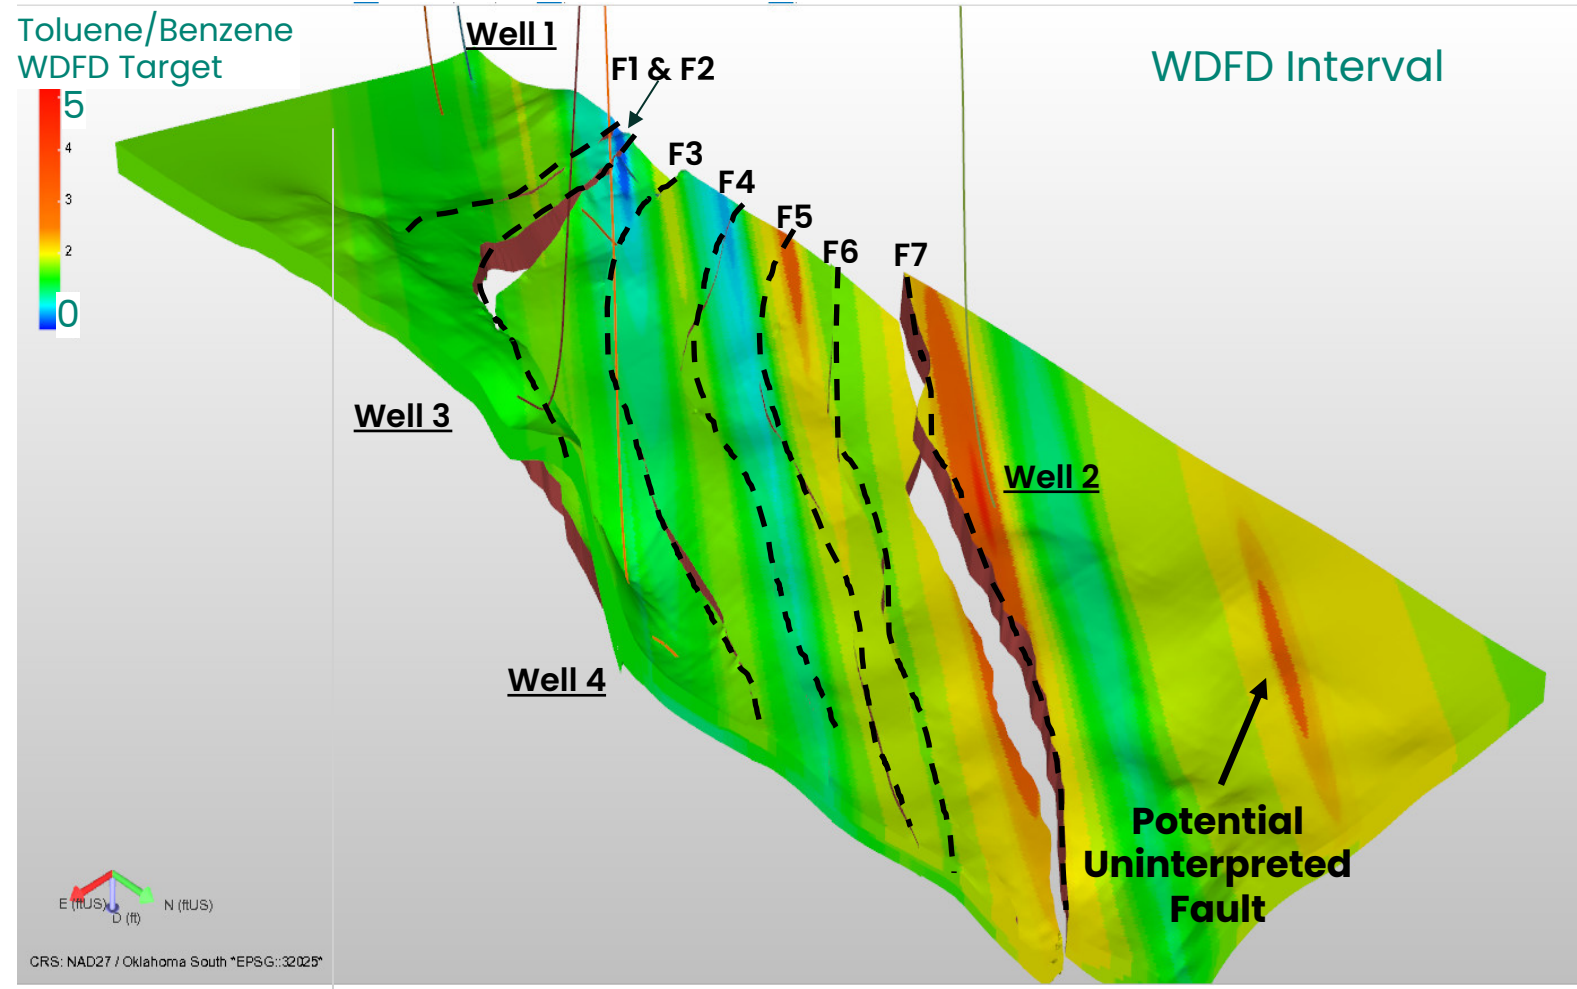 Toluene/Benzene
WDFD Target
5
4
3
2
0
Well 1
F1 & F2
WDFD Interval
F3
F4
F5
F6
F7
Well 3
Well 2
Well 4
Potential
Uninterpreted
Fault
E (ftUS)
D (ft)
N (ftUS)
CRS: NAD27 / Oklahoma South *EPSG::32025*